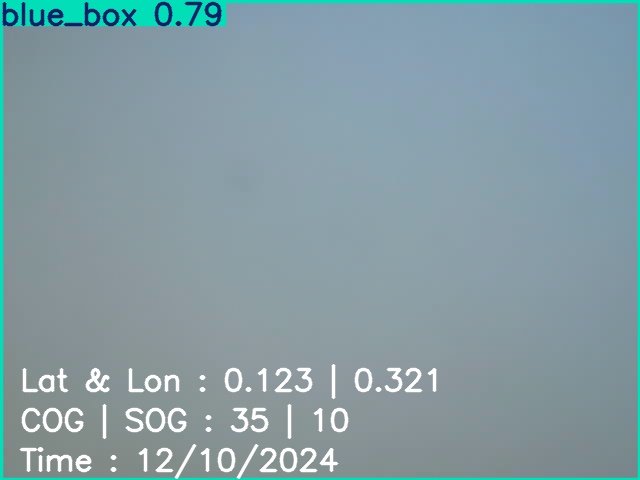 blue_box 0.79
Lat & Lon : 0.123 | 0.321
COG | SOG : 35 | 10
Time : 12/10/2024